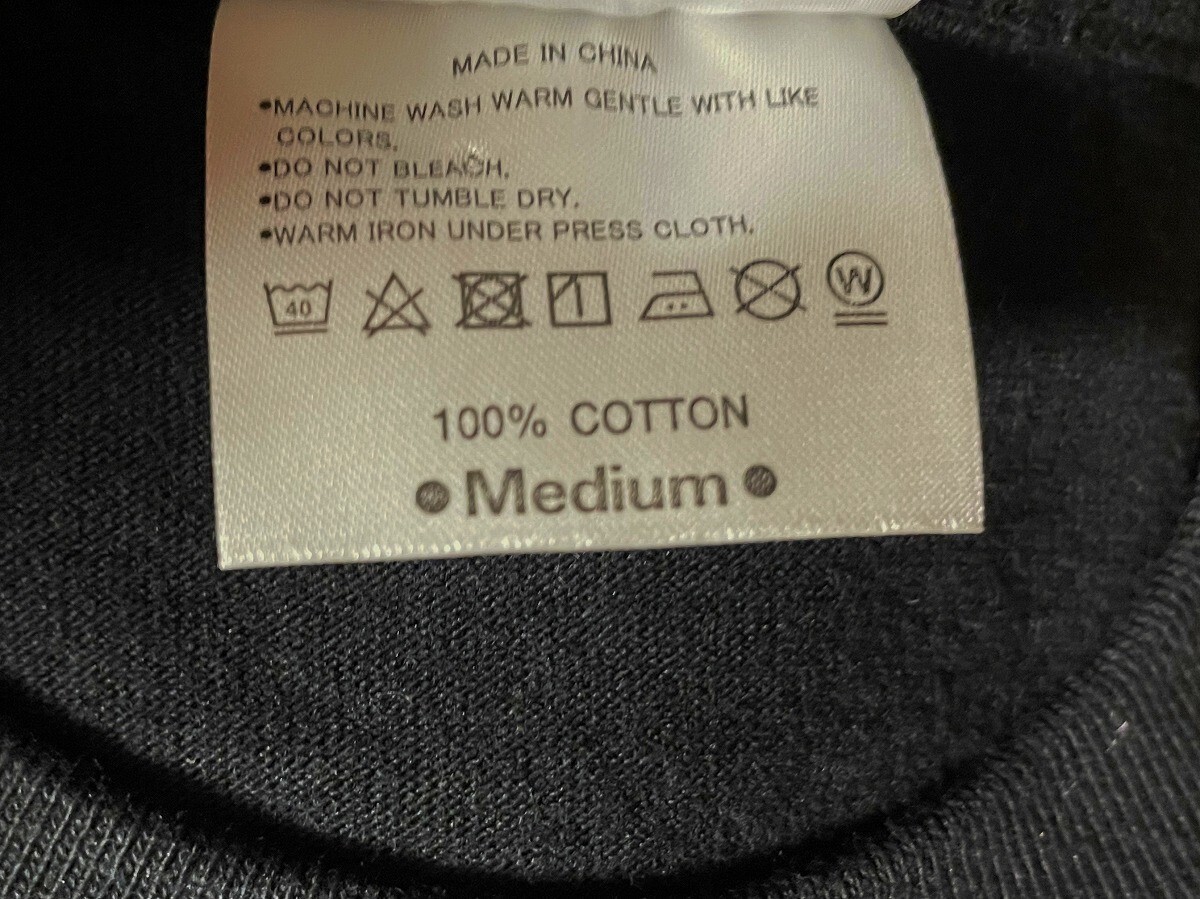 MADE IN CHINA
•MACHINE WASH WARM GENTLE WITH LIKE
COLORS.
•DO NOT BLEACH.
•DO NOT TUMBLE DRY.
•WARM IRON UNDER PRESS CLOTH.
40 W
100% COTTON
•Medium•